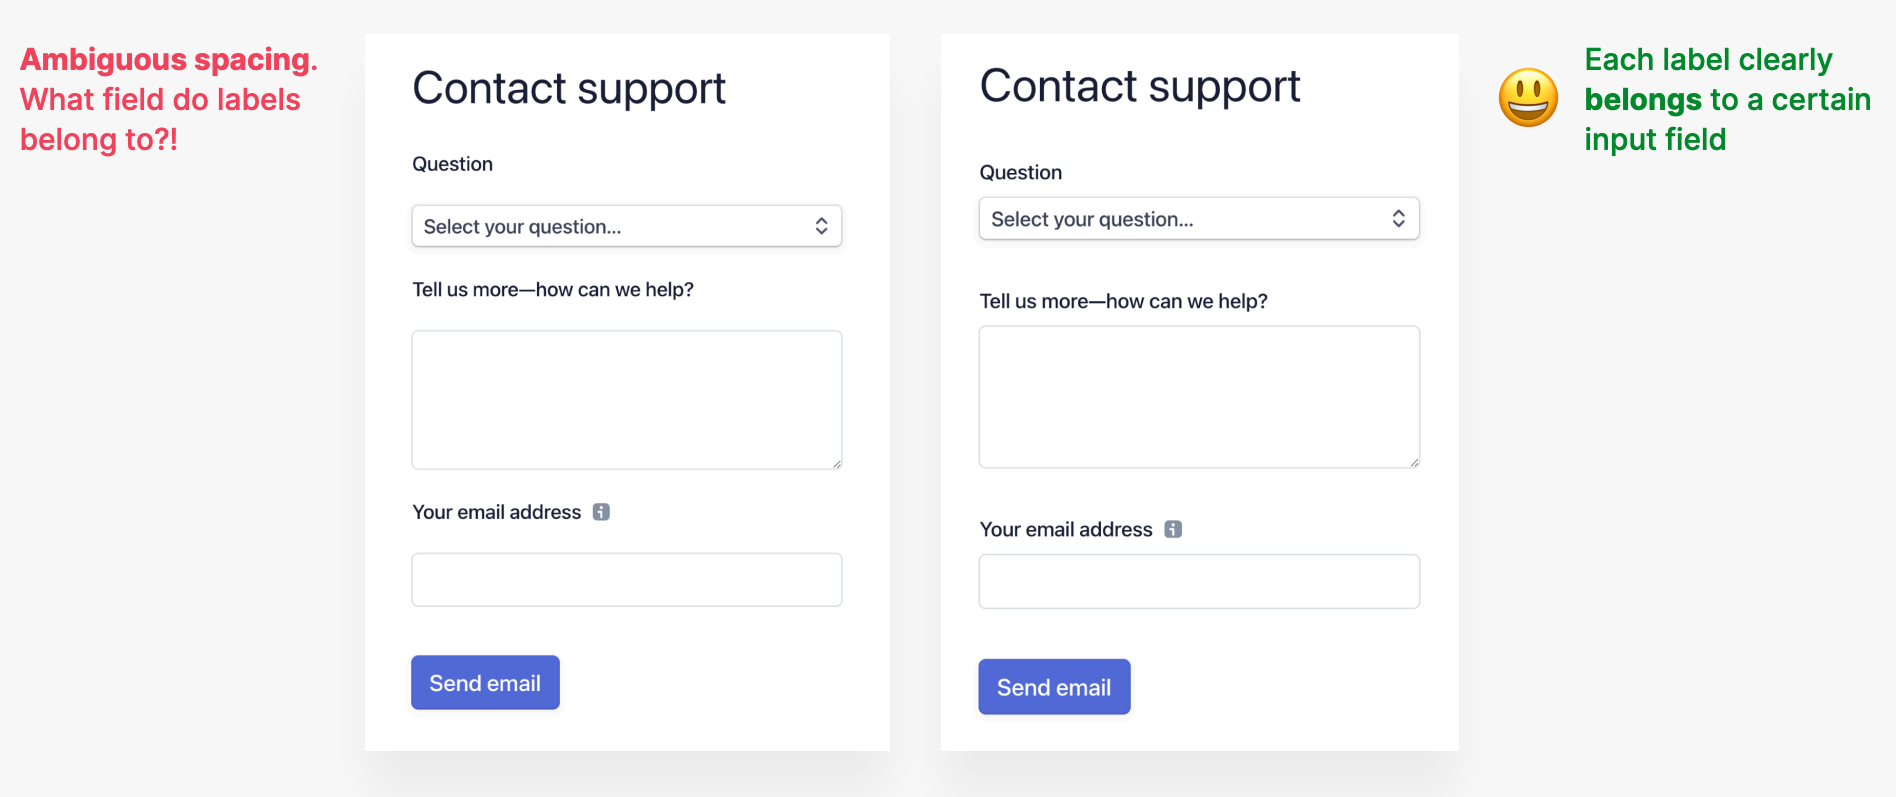 Ambiguous spacing.
What field do labels
belong to?!
Contact support
Question
Select your question...
Tell us more—how can we help?
Your email address
Send email
Contact support
Question
Select your question...
Tell us more—how can we help?
Your email address
Send email
Each label clearly
belongs to a certain
input field